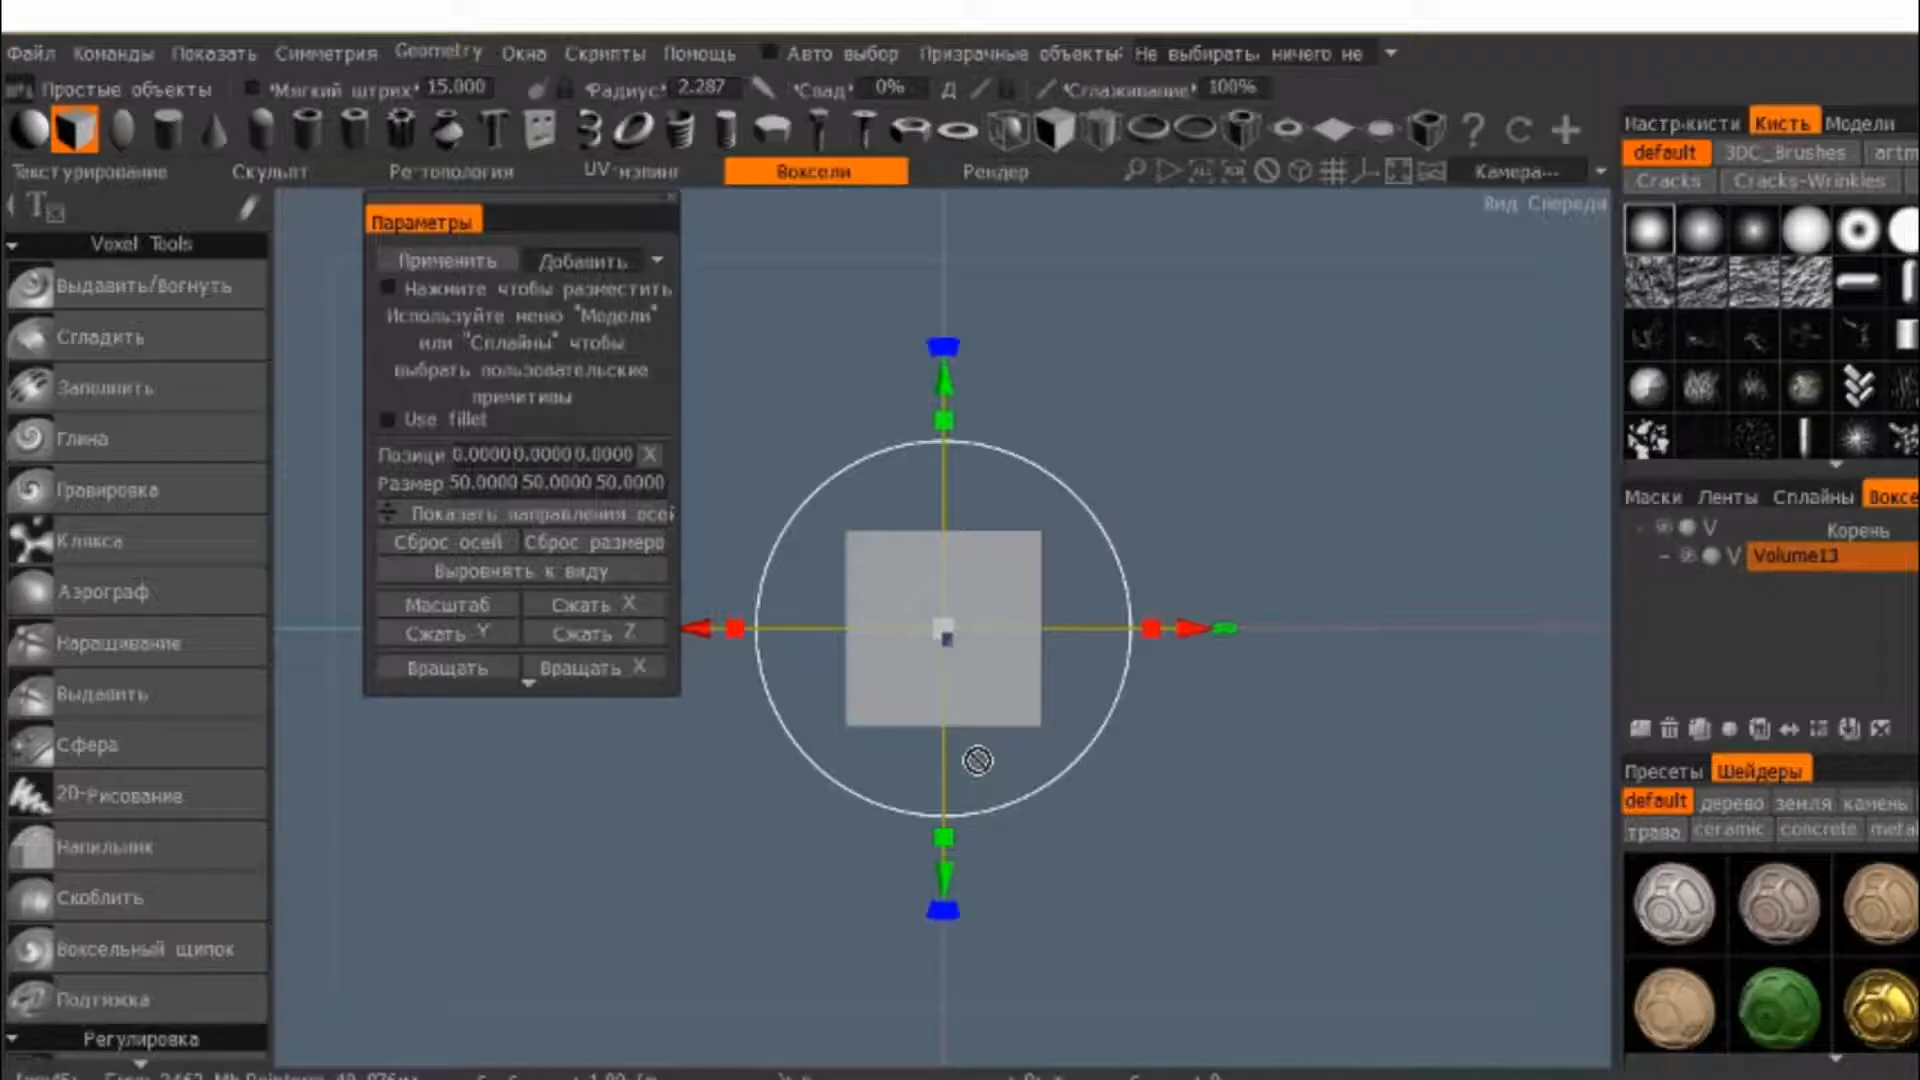 Файл Команды Показать Симметрия Geometry Окна Скрипты Помощь Авто выбор Призрачные объекты: Не выбирать, ничего не
Простые объекты 'Мягкий штрих' 15.000 'Радиус' 2.287 'Спад' 0% Д 'Сглаживание' 100%
Настр.кисти Кисть Модели
default 3DC_Brushes artm
Cracks Cracks-Wrinkles
Текстурирование Скульпт Ретопология UV-мэпинг Воксели Рендер Камера---
Вид Спереди
Voxel Tools
Выдавить/Вогнуть
Сгладить
Заполнить
Глина
Гравировка
Клякса
Аэрограф
Наращивание
Выдавить
Сфера
2D-Рисование
Напильник
Скоблить
Воксельный щипок
Подтяжка
Регулировка
Параметры
Применить Добавить
Нажмите чтобы разместить
Используйте меню "Модели"
или "Сплайны" чтобы
выбрать пользовательские
примитивы
Use fillet
Позици 0.0000 0.0000 0.0000 X
Размер 50.0000 50.0000 50.0000
Показать направления осей
Сброс осей Сброс размеро
Выровнять к виду
Масштаб Сжать X
Сжать Y Сжать Z
Вращать Вращать X
Маски Ленты Сплайны Воксе
V Корень
V Volume13
Пресеты Шейдеры
default дерево земля камень
трава ceramic concrete metal